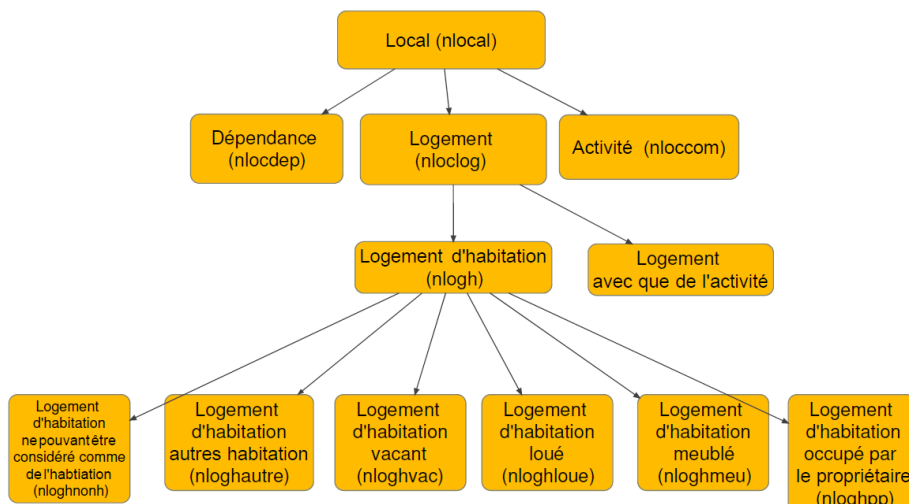 Local (nlocal)
Dépendance
(nlocdep)
Logement
(nloclog)
Activité (nloccom)
Logement d'habitation
(nlogh)
Logement
avec que de l'activité
Logement
d'habitation
ne pouvant être
considéré comme
de l'habtiation
(nloghnonh)
Logement
d'habitation
autres habitation
(nloghautre)
Logement
d'habitation
vacant
(nloghvac)
Logement
d'habitation
loué
(nloghloue)
Logement
d'habitation
meublé
(nloghmeu)
Logement
d'habitation
occupé par
le propriétaire
(nloghpp)